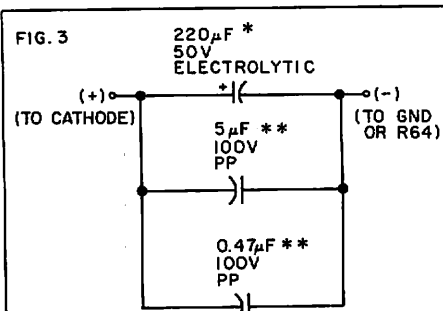 FIG. 3
220µF *
50V
ELECTROLYTIC
(+)
+
(-)
(TO CATHODE)
(TO GND
OR R64)
5µF **
100V
PP
0.47µF **
100V
PP